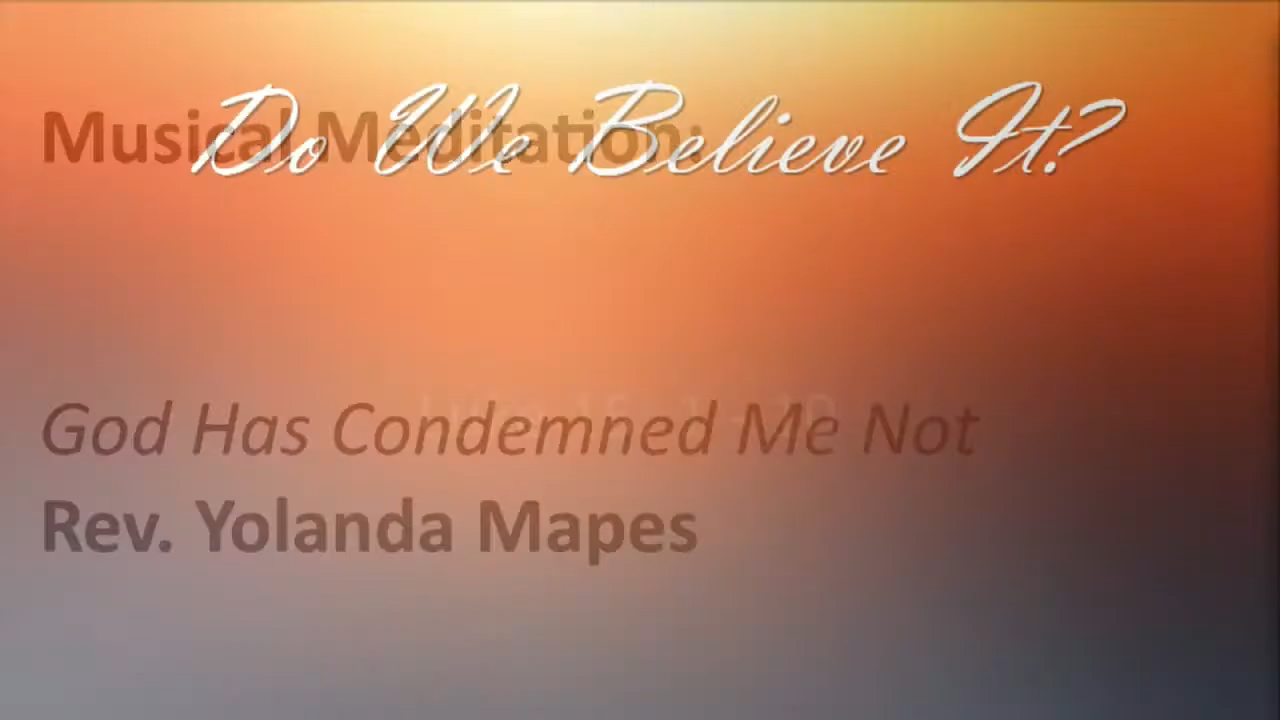 Do We Believe It?
Musical Meditation:
God Has Condemned Me Not
Rev. Yolanda Mapes